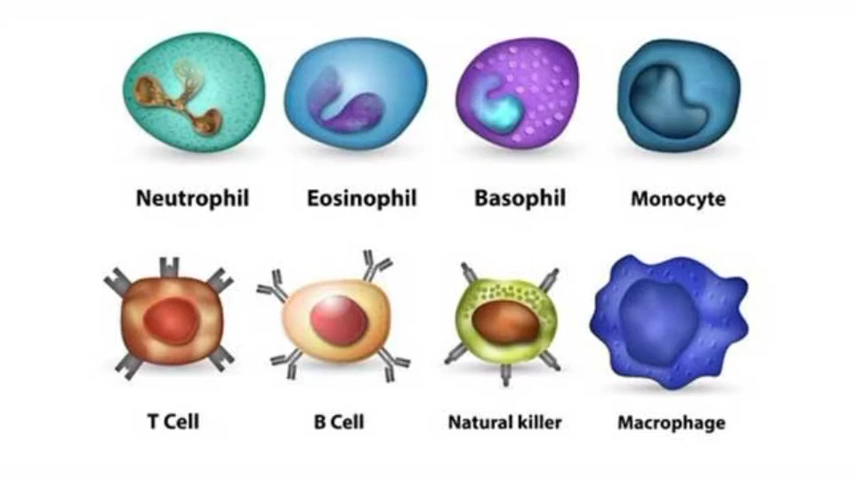 Neutrophil
Eosinophil
Basophil
Monocyte
T Cell
B Cell
Natural killer
Macrophage